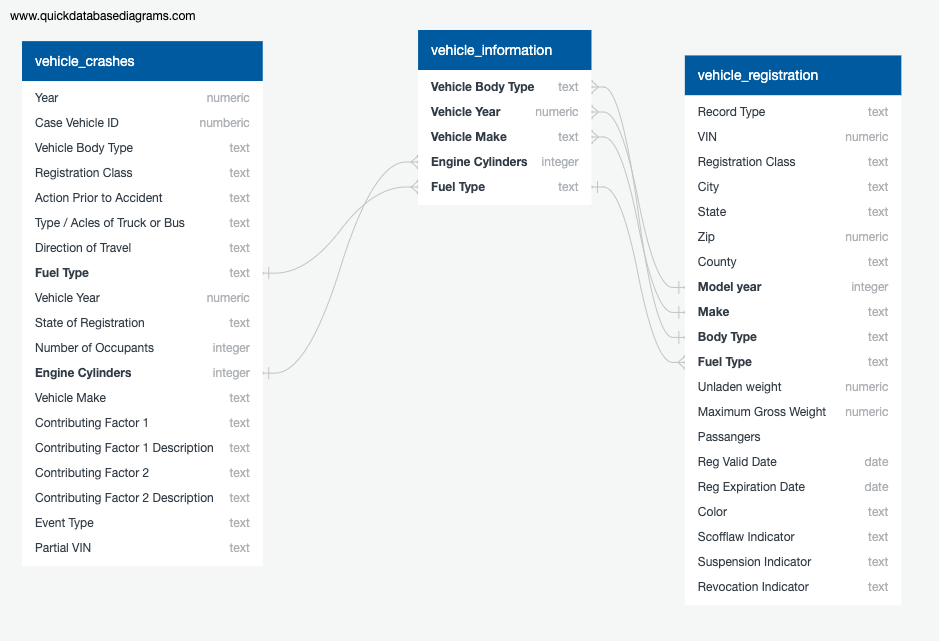 www.quickdatabasediagrams.com
vehicle_crashes
Year numeric
Case Vehicle ID numberic
Vehicle Body Type text
Registration Class text
Action Prior to Accident text
Type / Acles of Truck or Bus text
Direction of Travel text
Fuel Type text
Vehicle Year numeric
State of Registration text
Number of Occupants integer
Engine Cylinders integer
Vehicle Make text
Contributing Factor 1 text
Contributing Factor 1 Description text
Contributing Factor 2 text
Contributing Factor 2 Description text
Event Type text
Partial VIN text
vehicle_information
Vehicle Body Type text
Vehicle Year numeric
Vehicle Make text
Engine Cylinders integer
Fuel Type text
vehicle_registration
Record Type text
VIN numeric
Registration Class text
City text
State text
Zip numeric
County text
Model year integer
Make text
Body Type text
Fuel Type text
Unladen weight numeric
Maximum Gross Weight numeric
Passangers
Reg Valid Date date
Reg Expiration Date date
Color text
Scofflaw Indicator text
Suspension Indicator text
Revocation Indicator text